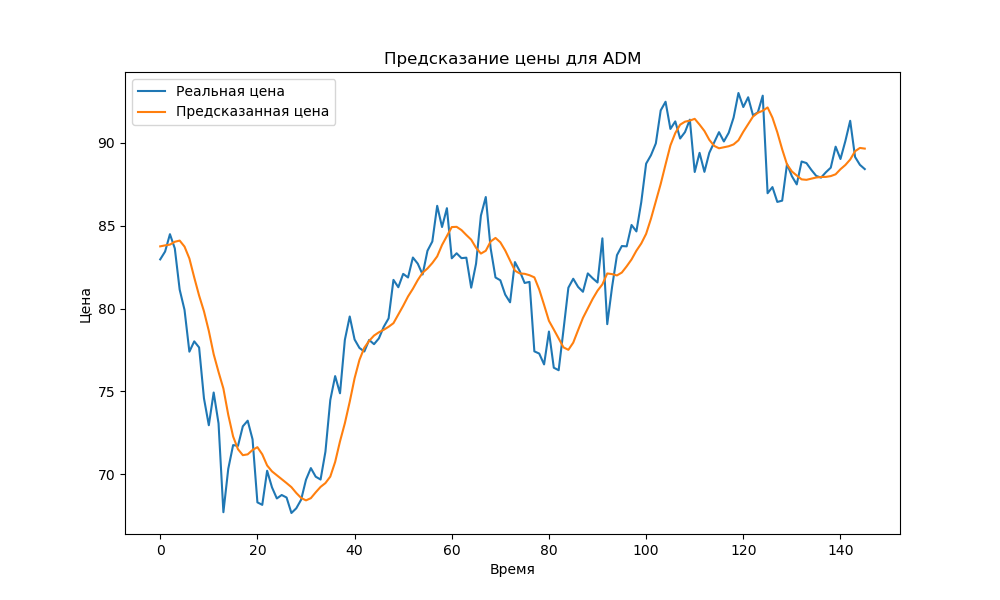 Предсказание цены для ADM
Реальная цена
Предсказанная цена
90
85
80
75
70
Цена
0 20 40 60 80 100 120 140
Время